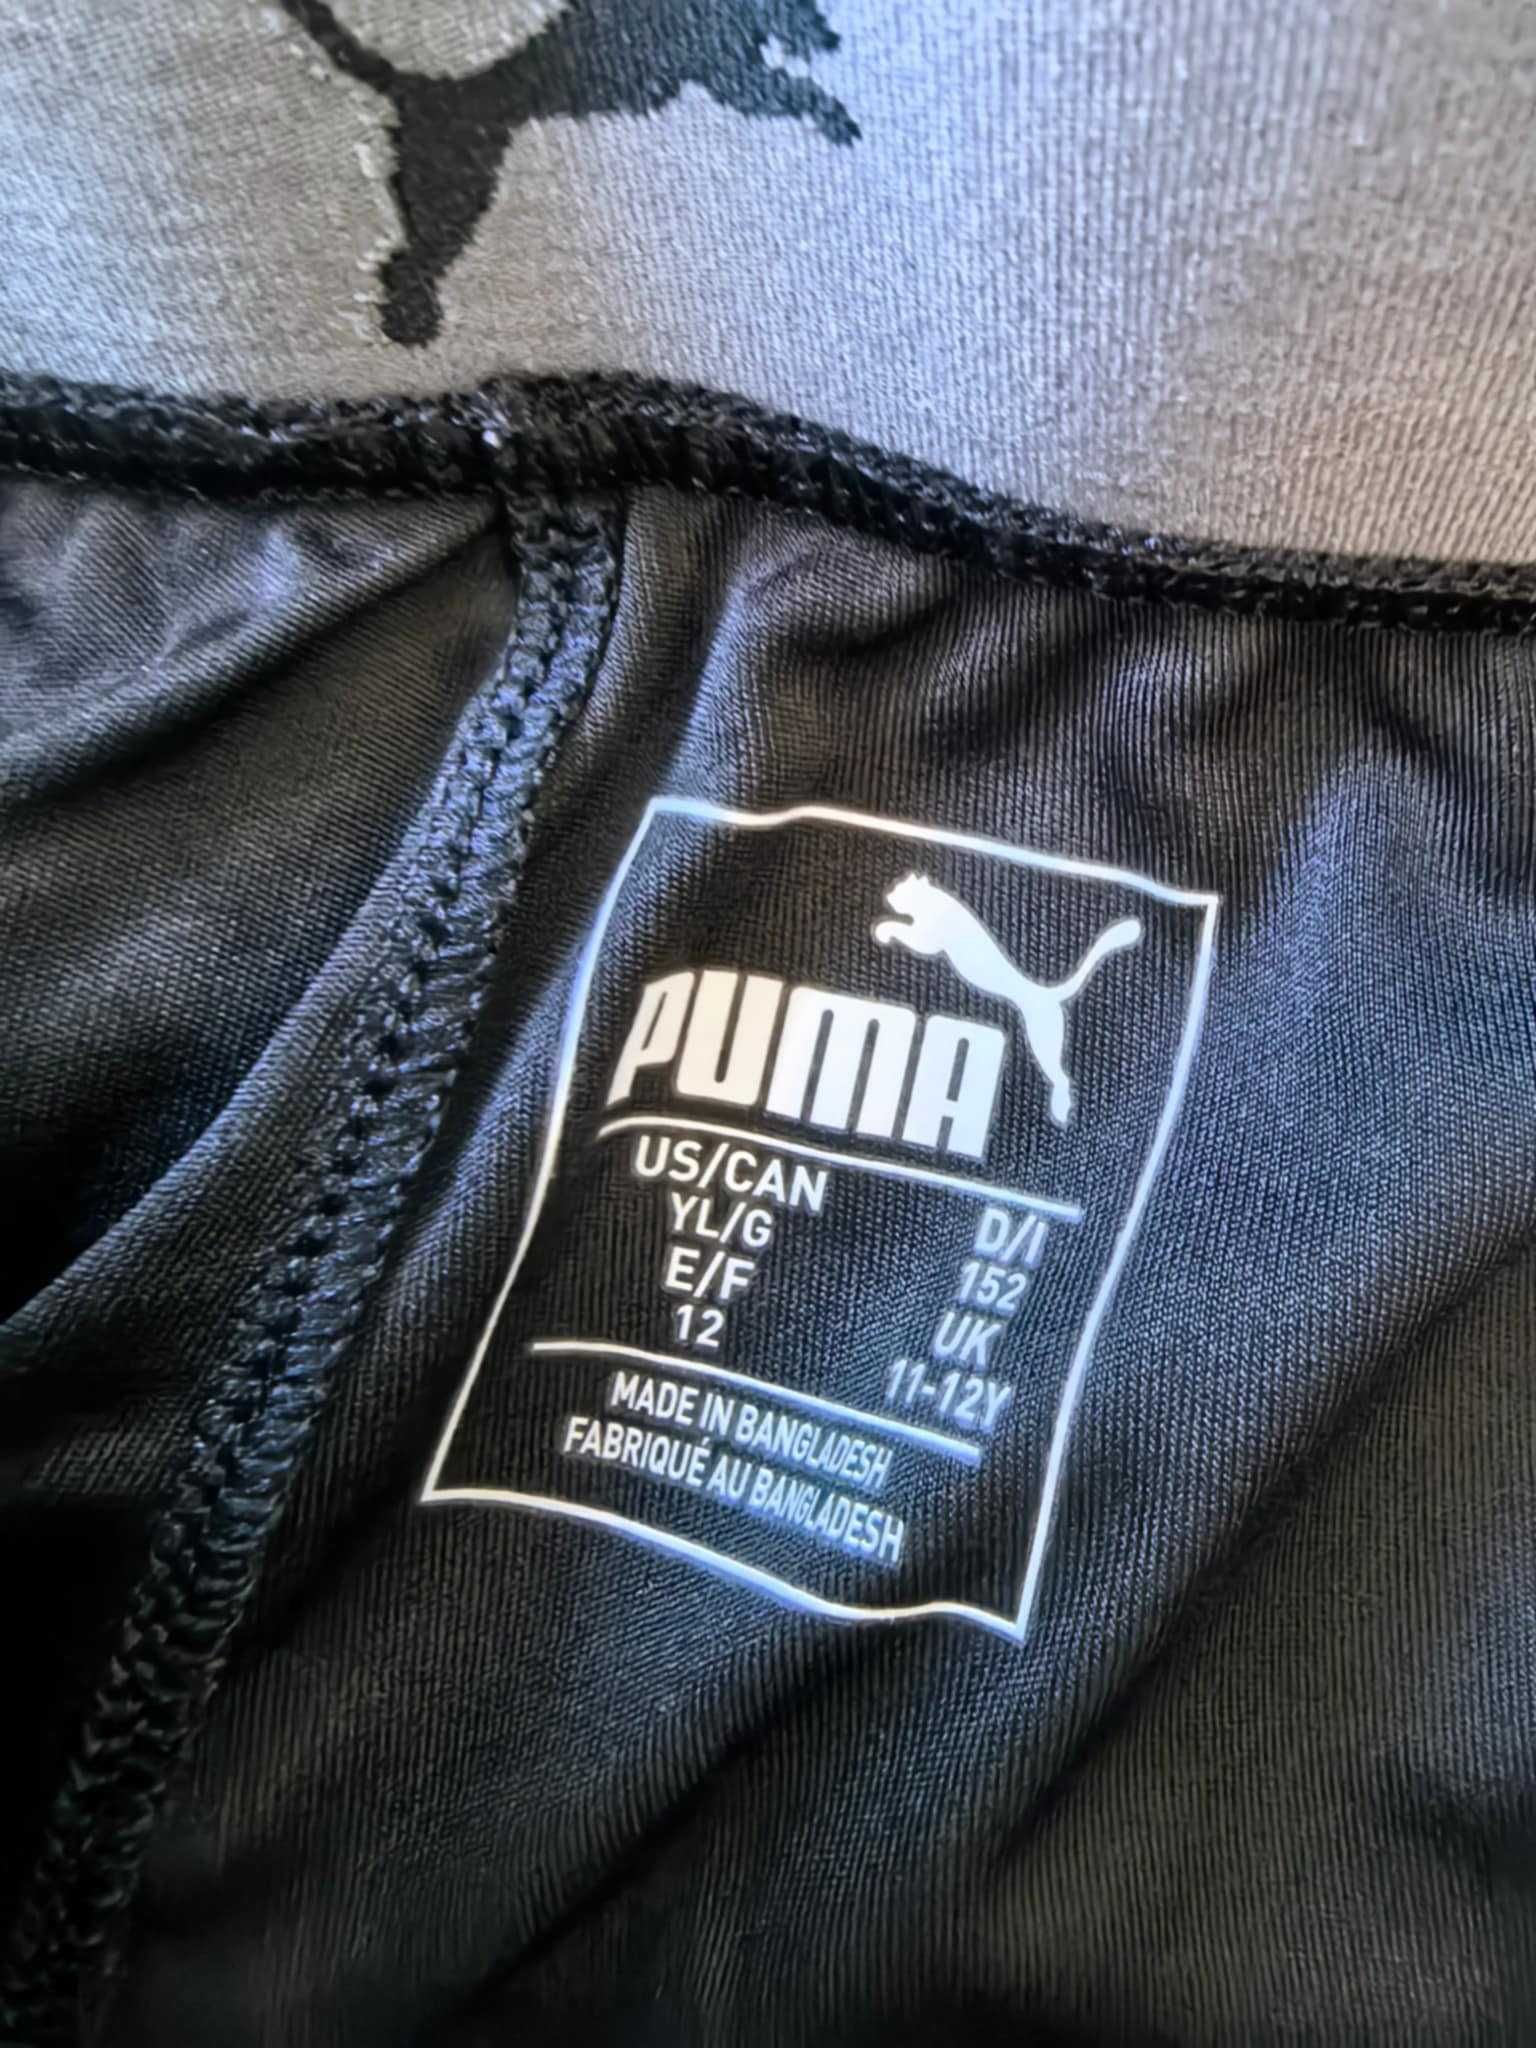 PUMA
US/CAN
YL/G
E/F
12
D/I
152
UK
11-12Y
MADE IN BANGLADESH
FABRIQUÉ AU BANGLADESH